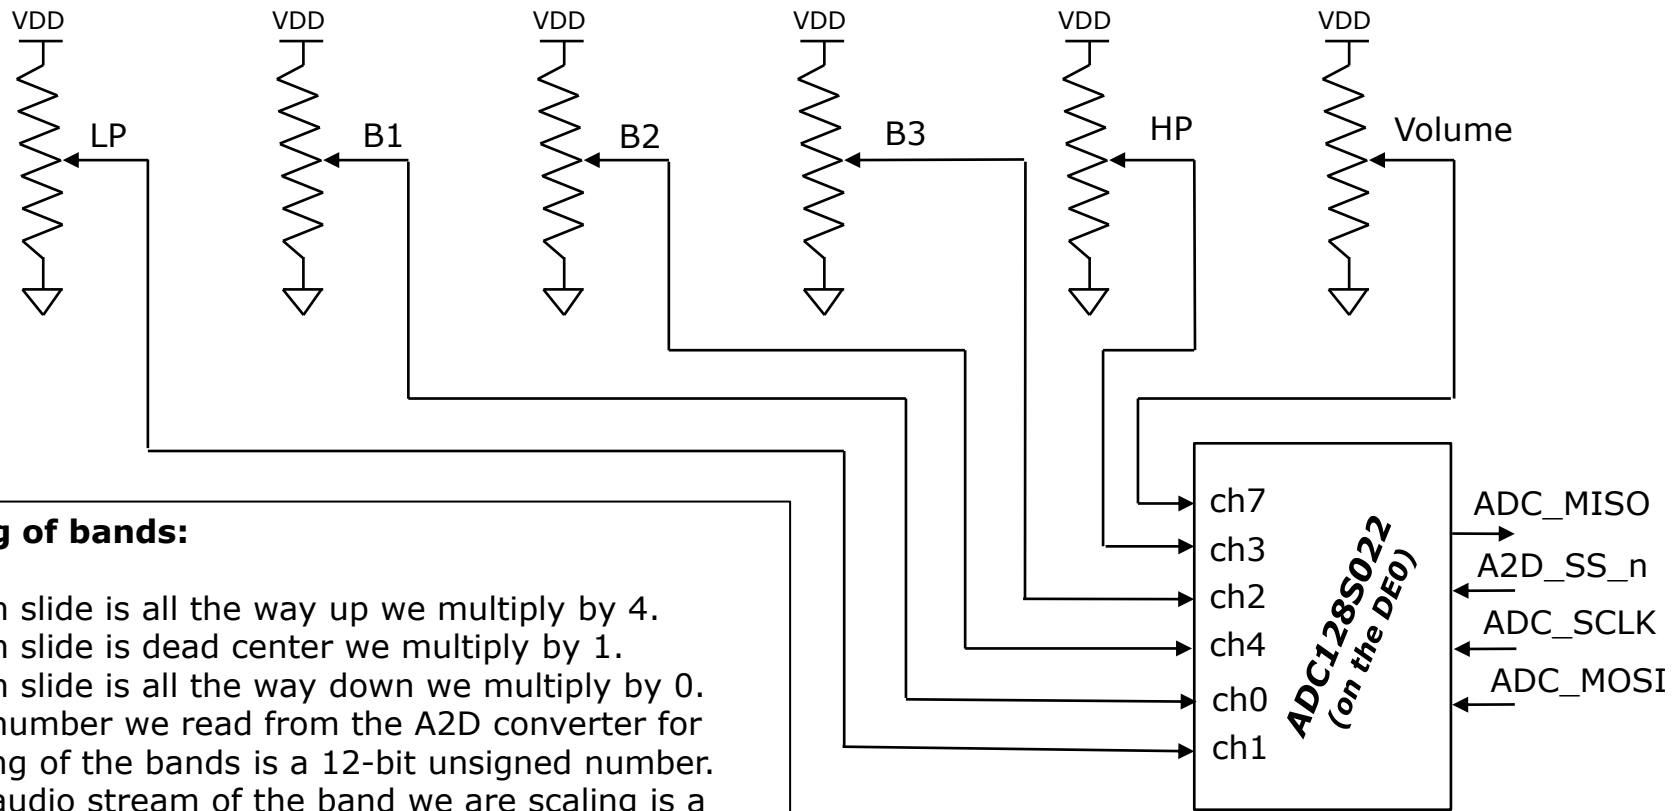 VDD VDD VDD VDD VDD VDD
LP B1 B2 B3 HP Volume
ch7
ch3
ch2
ch4
ch0
ch1
ADC128S022
(on the DE0)
ADC_MISO
A2D_SS_n
ADC_SCLK
ADC_MOSI
of bands:
slide is all the way up we multiply by 4.
slide is dead center we multiply by 1.
slide is all the way down we multiply by 0.
number we read from the A2D converter for
of the bands is a 12-bit unsigned number.
audio stream of the band we are scaling is a